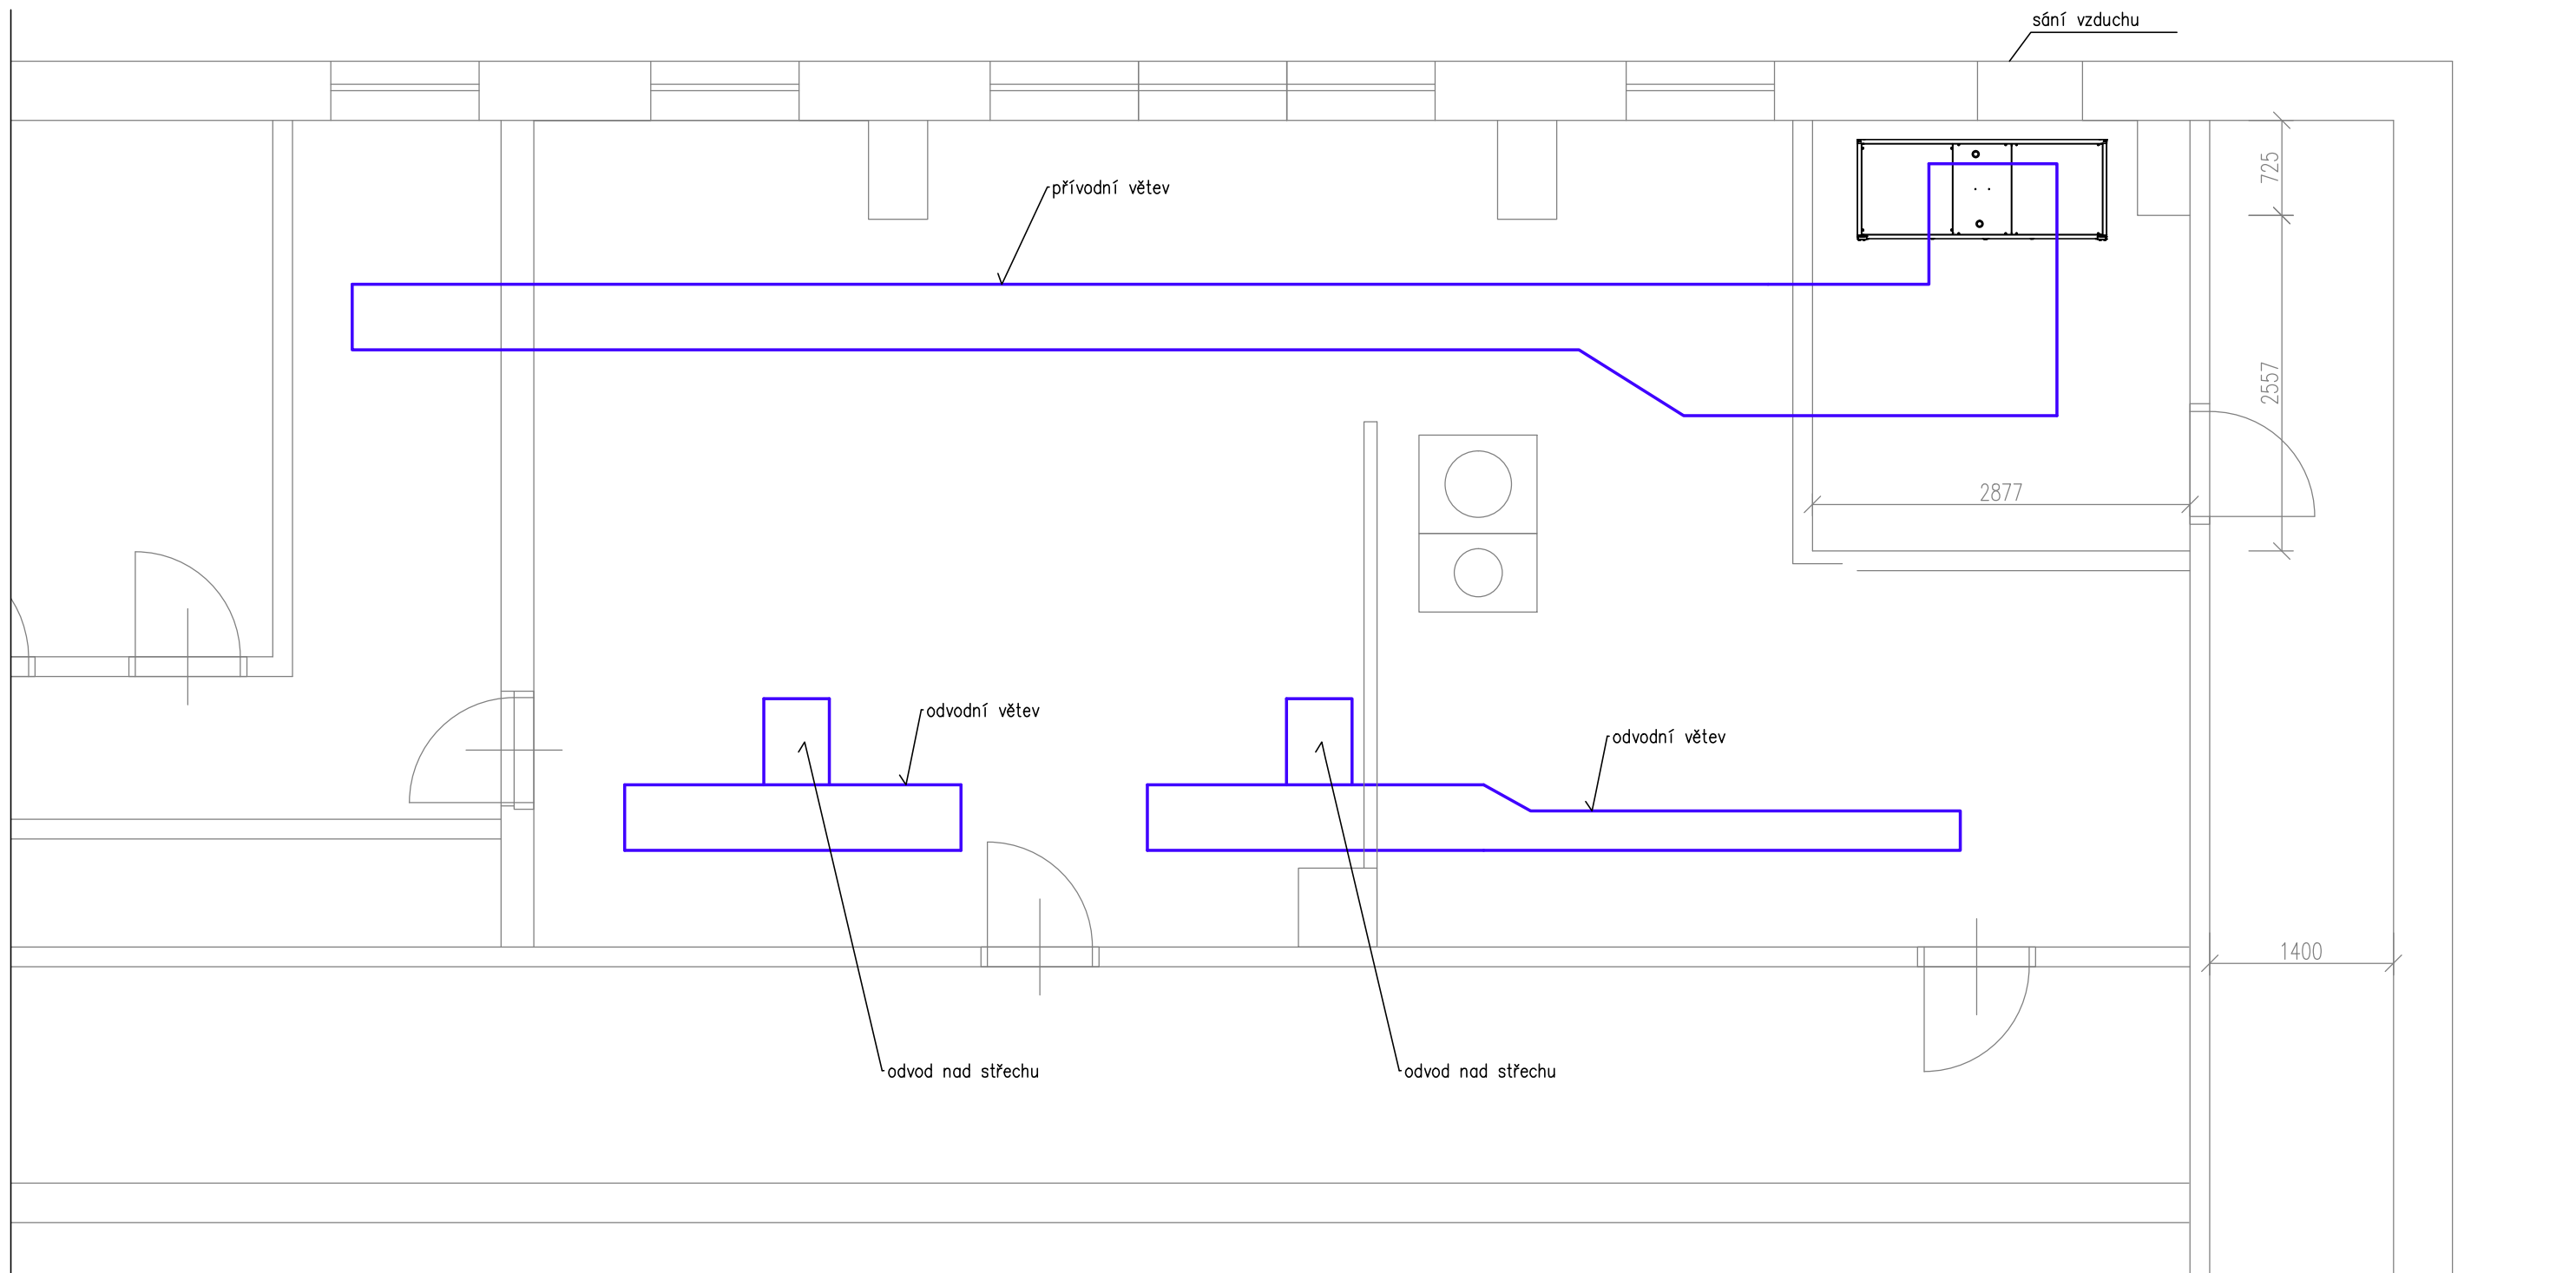 sání vzduchu
725
přívodní větev
2557
2877
odvodní větev
odvodní větev
1400
odvod nad střechu
odvod nad střechu